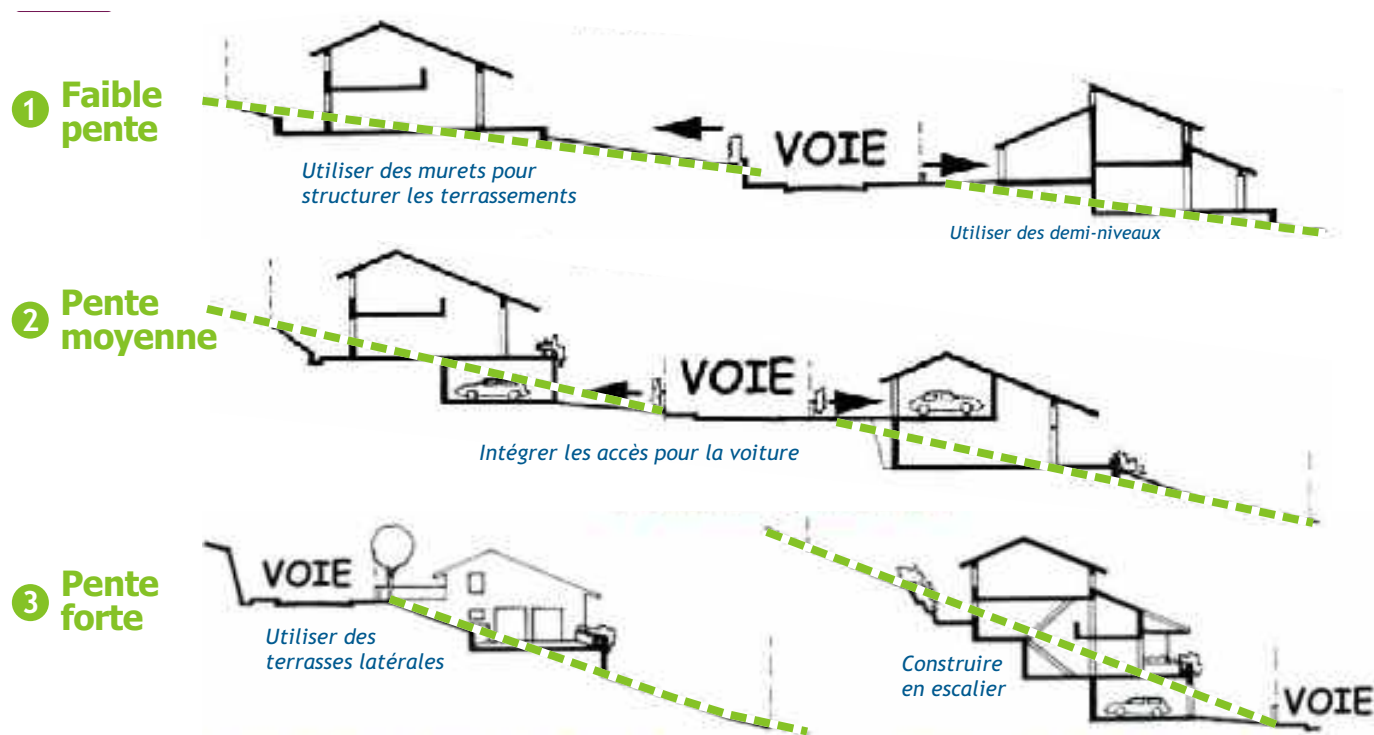 1 Faible
pente
VOIE
Utiliser des murets pour
structurer les terrassements
Utiliser des demi-niveaux
2 Pente
moyenne
VOIE
Intégrer les accès pour la voiture
3 Pente
forte
VOIE
Utiliser des
terrasses latérales
Construire
en escalier
VOIE